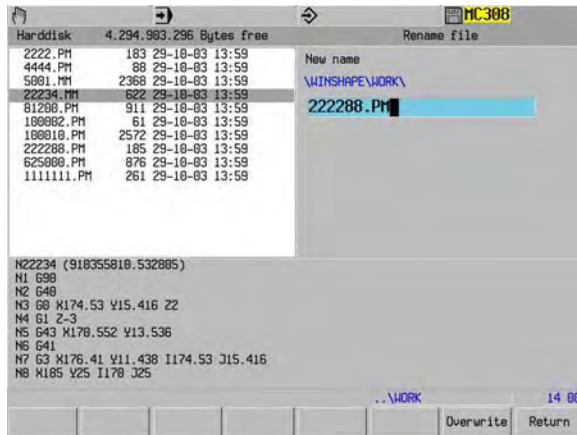 MC308
Harddisk 4.294.903.296 Bytes free
Rename file
2222.PM 183 29-10-03 13:59
4444.PM 88 29-10-03 13:59
5001.MM 2368 29-10-03 13:59
22234.MM 622 29-10-03 13:59
81200.PM 911 29-10-03 13:59
100002.PM 61 29-10-03 13:59
100010.PM 2572 29-10-03 13:59
222288.PM 185 29-10-03 13:59
625000.PM 876 29-10-03 13:59
1111111.PM 261 29-10-03 13:59
New name
\WINSHAPE\WORK\
222288.PM
N22234 (910355810.532805)
N1 G90
N2 G40
N3 G0 X174.53 Y15.416 Z2
N4 G1 Z-3
N5 G43 X170.552 Y13.536
N6 G41
N7 G3 X176.41 Y11.438 I174.53 J15.416
N8 X185 Y25 I170 J25
..\WORK
Overwrite
Return